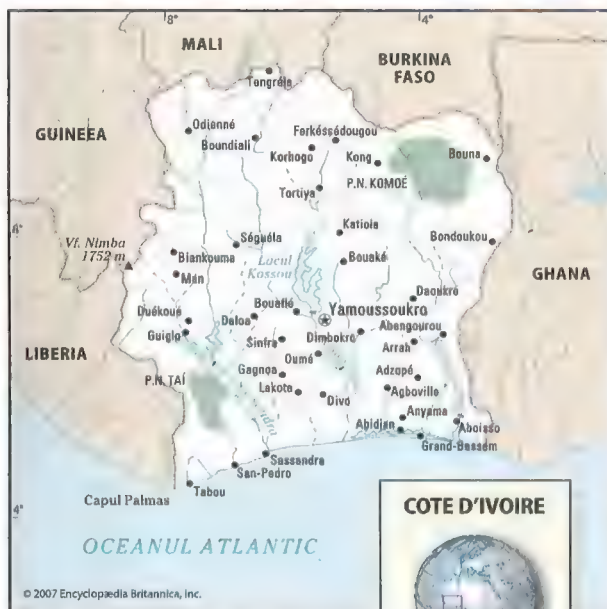 8°
4°
MALI
BURKINA
FASO
Tengréla
GUINEEA
Odienné
Boundiali
Ferkéssédougou
Korhogo
Kong
Bouna
P.N. KOMOÉ
Tortiya
Katiola
Vf. Nimba
1752 m
Séguéla
Biankouma
Lacul
Kossou
Bondoukou
Bouaké
Man
GHANA
Daoukro
Duékoué
Daloa
Bouaflé
Yamoussoukro
Guiglo
Dimbokro
Abengourou
LIBERIA
Sinfra
Arrah
Oumé
P.N. TAÍ
Gagnoa
Adzopé
Lakota
Divo
Agboville
Anyama
Abidjan
Aboisso
Grand-Bassem
Sassandra
San-Pedro
Tabou
Capul Palmas
4°
COTE D'IVOIRE
OCEANUL ATLANTIC
© 2007 Encyclopædia Britannica, Inc.